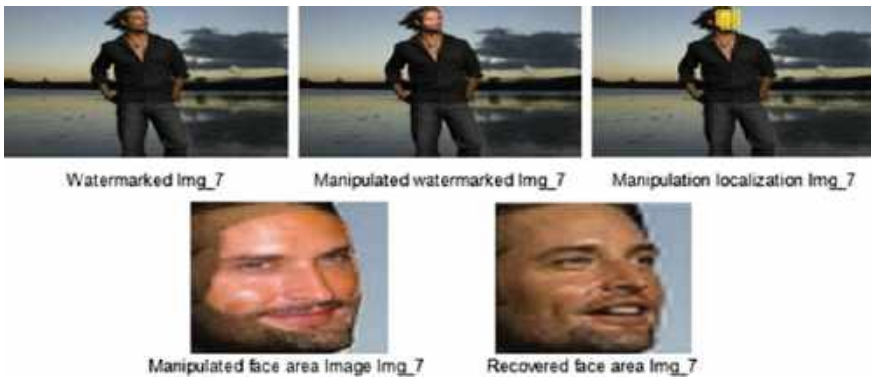 Watermarked Img_7
Manipulated watermarked Img_7
Manipulation localization Img_7
Manipulated face area Image Img_7
Recovered face area Img_7